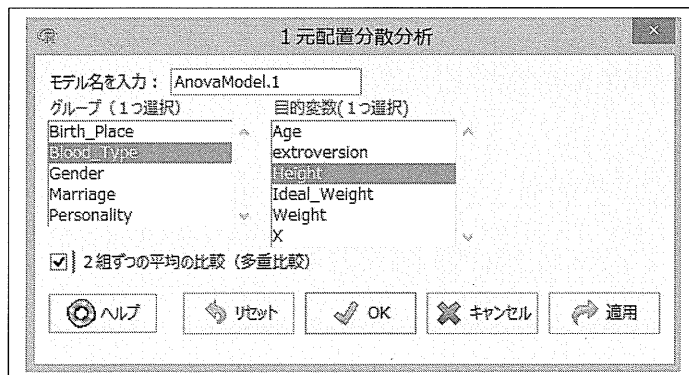 1元配置分散分析
モデル名を入力： AnovaModel.1
グループ（1つ選択）
Birth_Place
Blood_Type
Gender
Marriage
Personality
目的変数(1つ選択)
Age
extroversion
Height
Ideal_Weight
Weight
X
2組ずつの平均の比較（多重比較）
ヘルプ
リセット
OK
キャンセル
適用